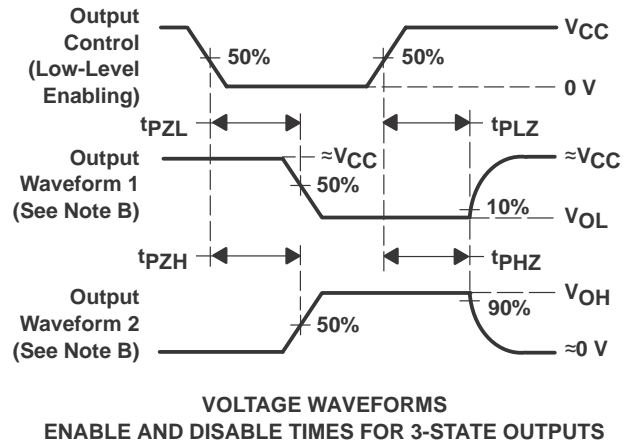 Output
Control
(Low-Level
Enabling)
50%
50%
VCC
0 V
tPZL
tPLZ
Output
Waveform 1
(See Note B)
≈VCC
50%
≈VCC
10%
VOL
tPZH
tPHZ
Output
Waveform 2
(See Note B)
50%
VOH
90%
≈0 V
VOLTAGE WAVEFORMS
ENABLE AND DISABLE TIMES FOR 3-STATE OUTPUTS